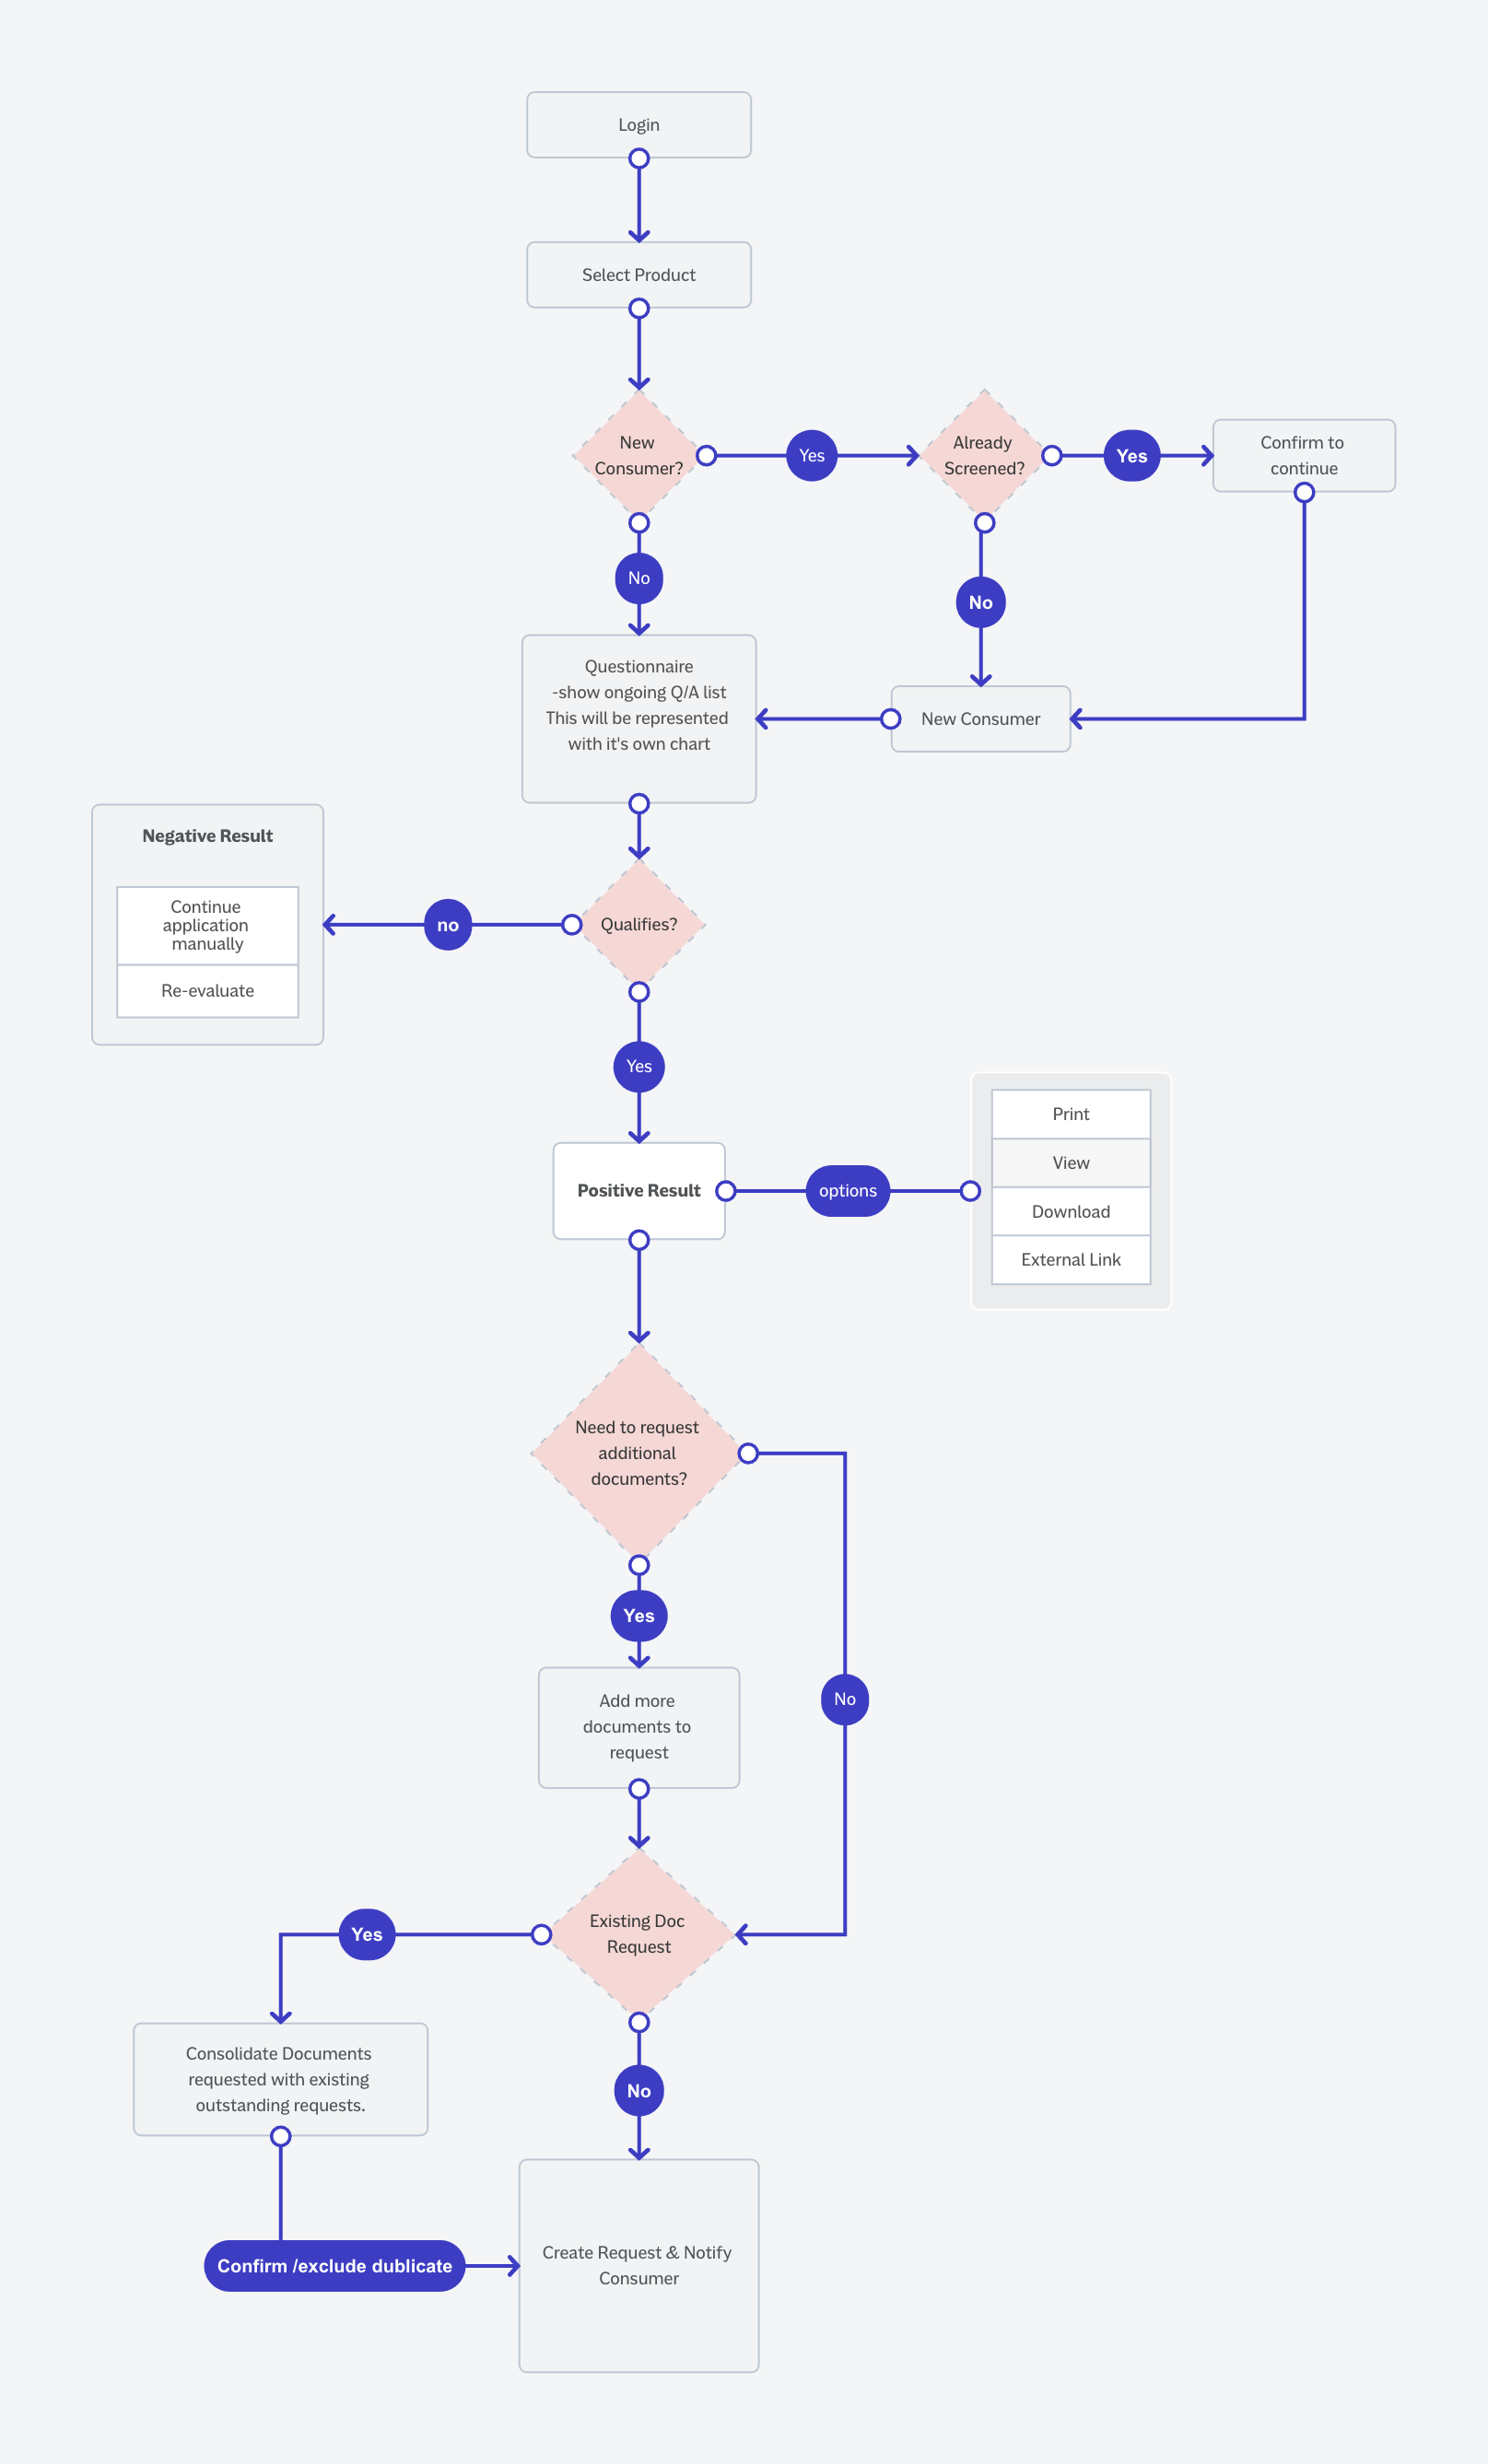 Login
Select Product
New
Consumer?
Yes
Already
Screened?
Yes
Confirm to
continue
No
No
Questionnaire
-show ongoing Q/A list
This will be represented
with it's own chart
New Consumer
Negative Result
Continue
application
manually
Re-evaluate
no
Qualifies?
Yes
Positive Result
options
Print
View
Download
External Link
Need to request
additional
documents?
Yes
No
Add more
documents to
request
Existing Doc
Request
Yes
Consolidate Documents
requested with existing
outstanding requests.
No
Confirm /exclude dublicate
Create Request & Notify
Consumer